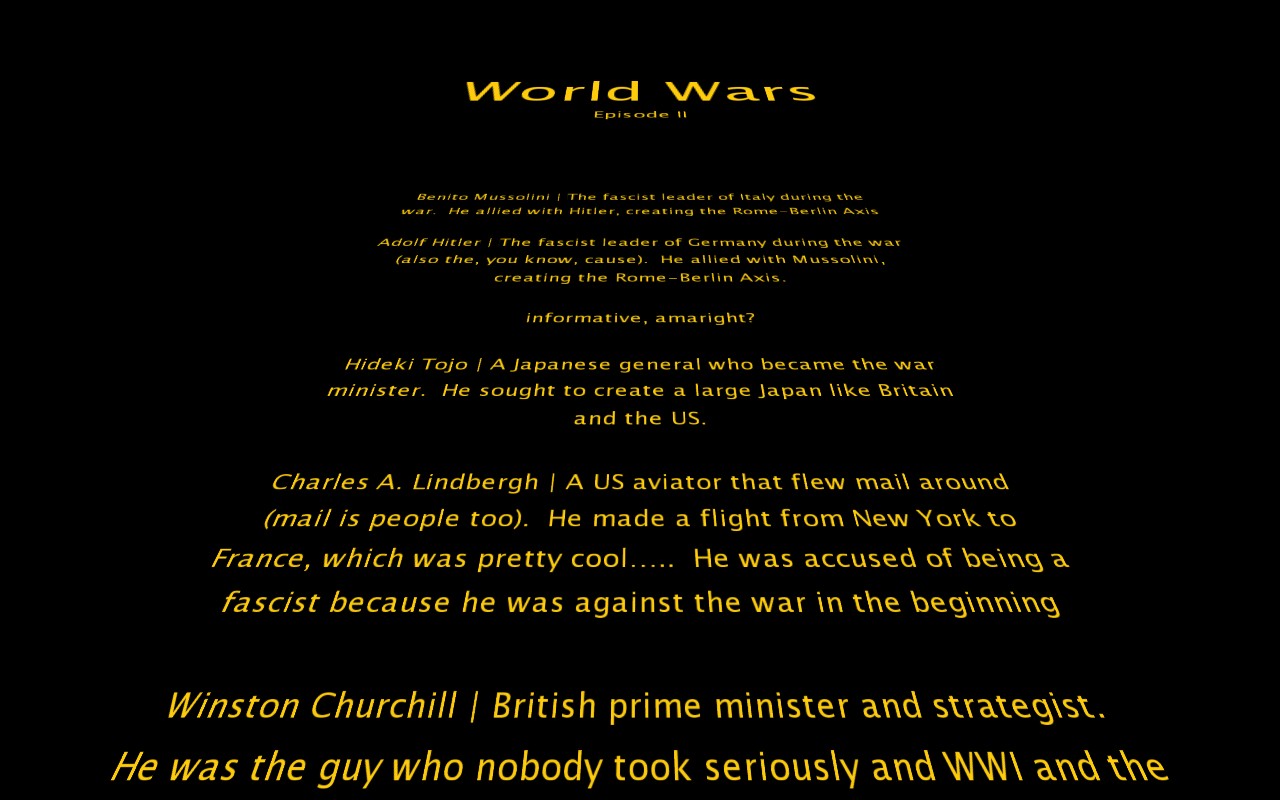 World Wars
Episode II
Benito Mussolini | The fascist leader of Italy during the
war.  He allied with Hitler, creating the Rome-Berlin Axis
Adolf Hitler | The fascist leader of Germany during the war
(also the, you know, cause).  He allied with Mussolini,
creating the Rome-Berlin Axis.
informative, amaright?
Hideki Tojo | A Japanese general who became the war
minister.  He sought to create a large Japan like Britain
and the US.
Charles A. Lindbergh | A US aviator that flew mail around
(mail is people too).  He made a flight from New York to
France, which was pretty cool.....  He was accused of being a
fascist because he was against the war in the beginning
Winston Churchill | British prime minister and strategist.
He was the guy who nobody took seriously and WWI and the